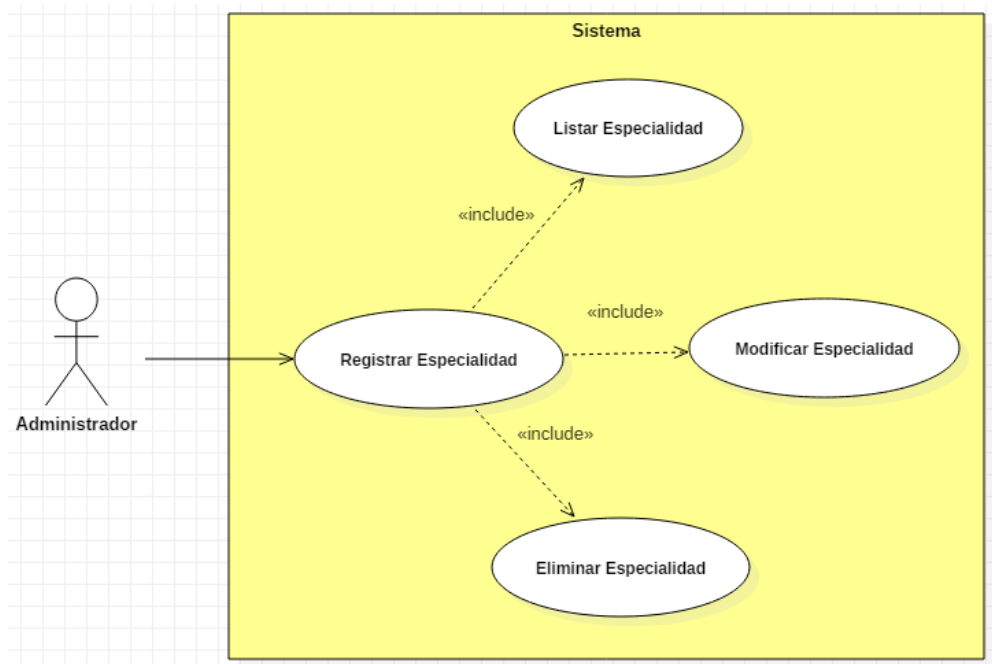 Sistema
Listar Especialidad
«include»
«include»
Registrar Especialidad
Modificar Especialidad
Administrador
«include»
Eliminar Especialidad